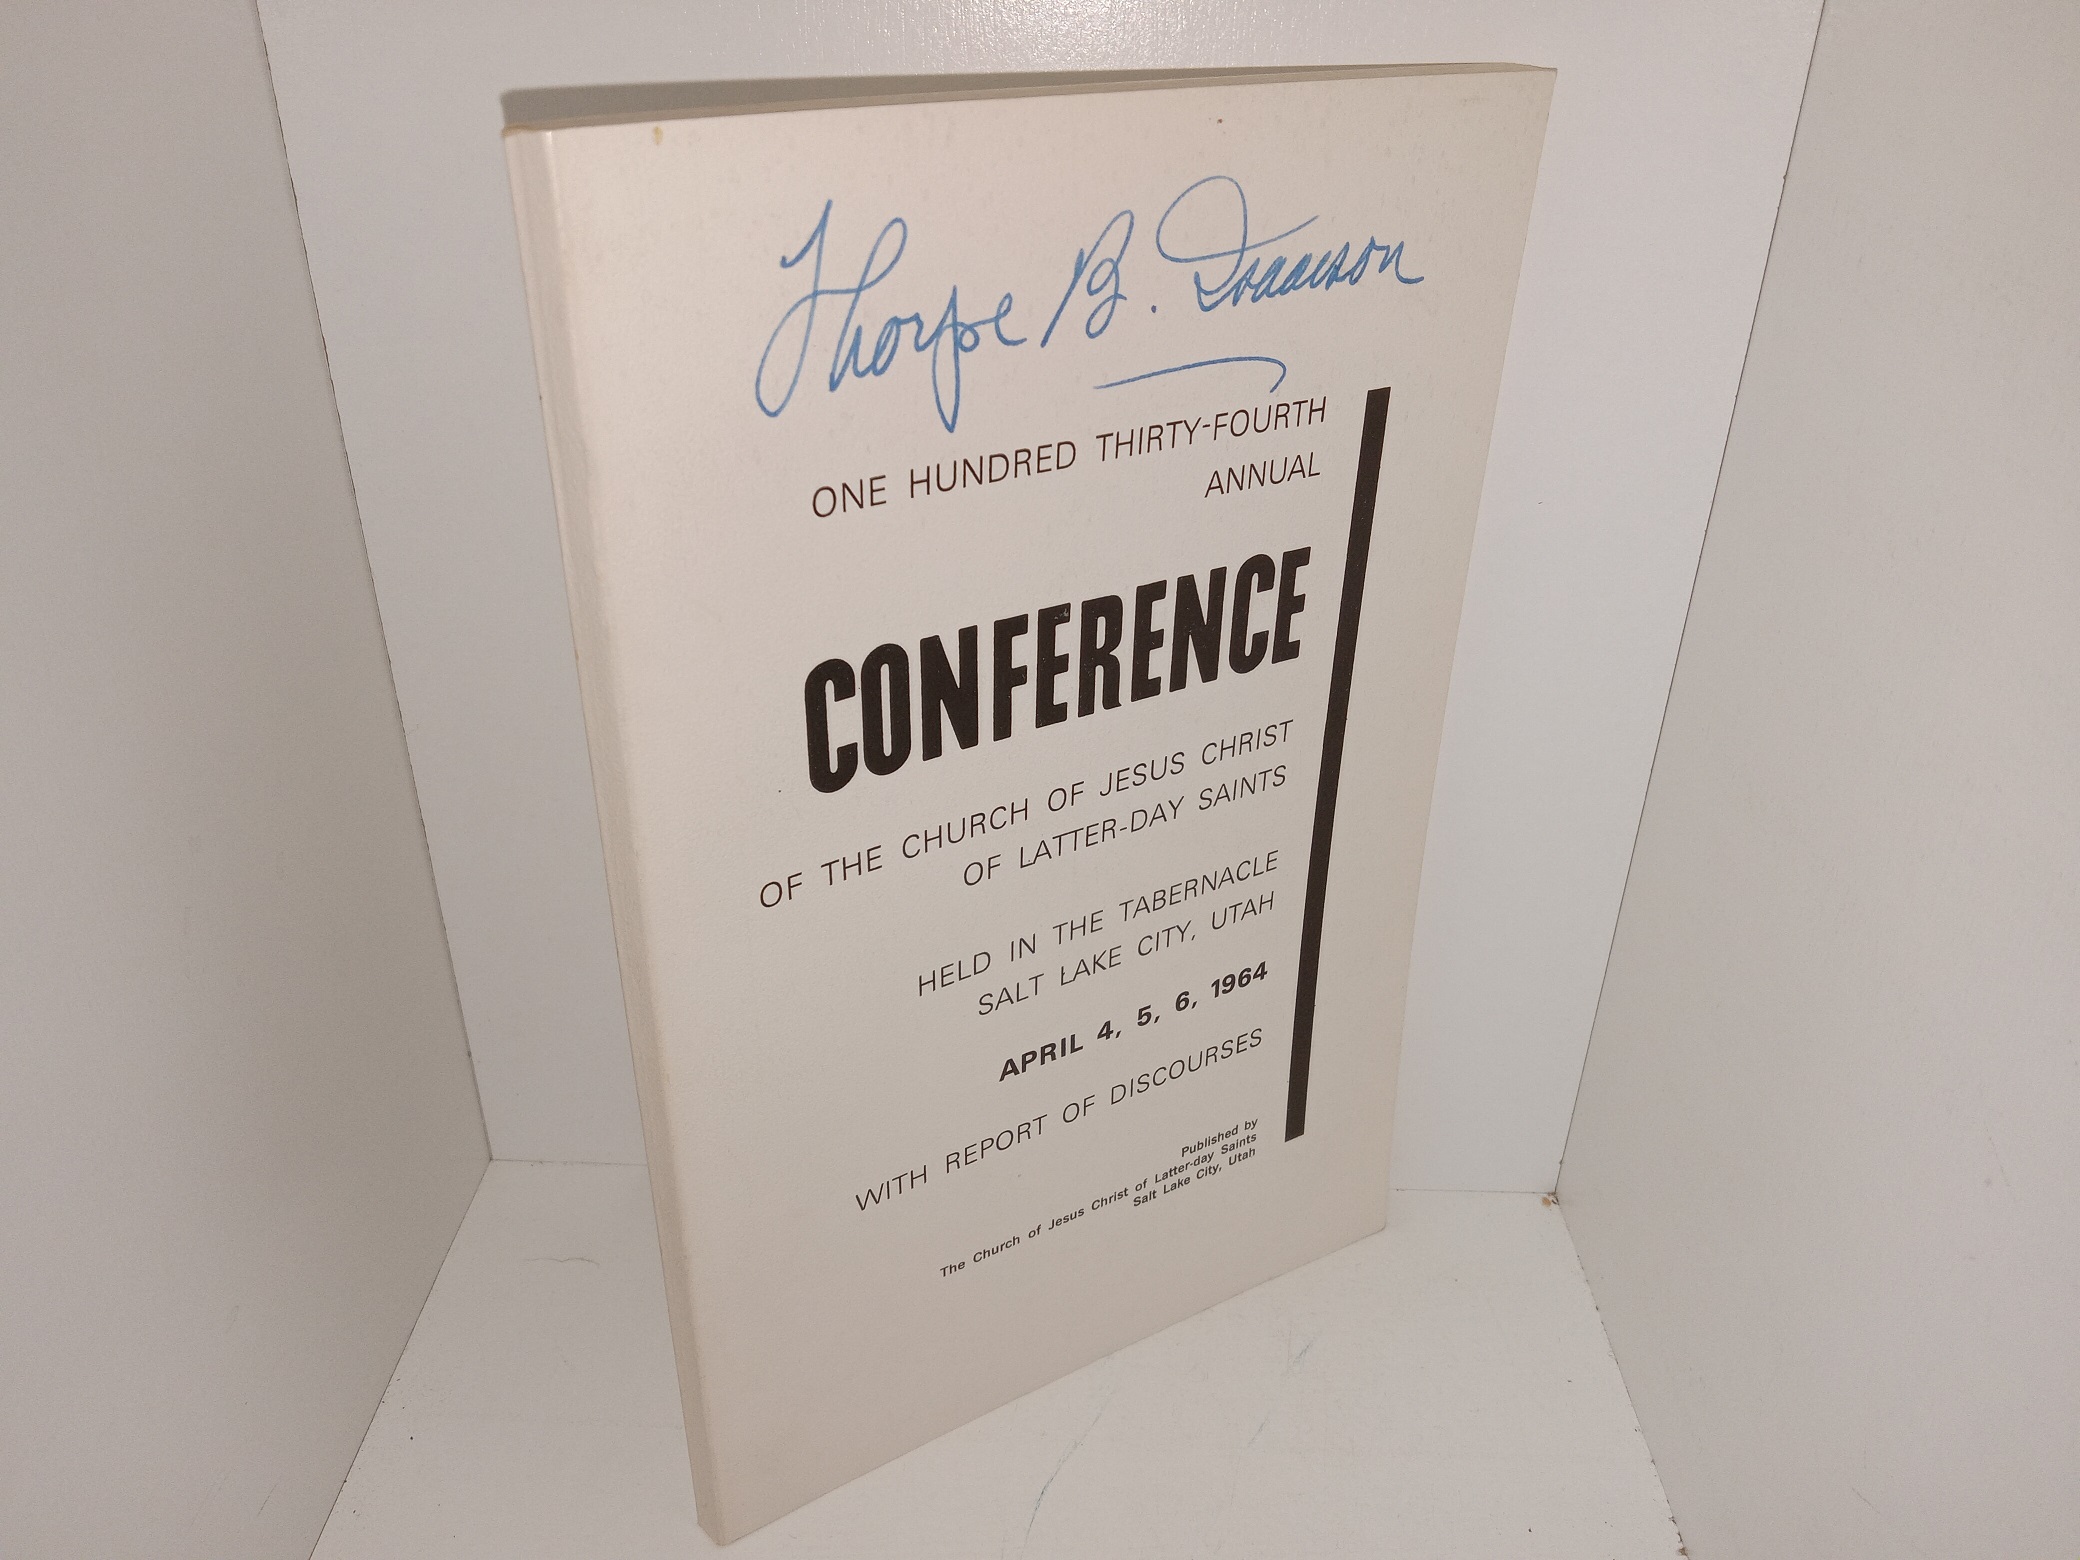 Thorpe B. Isaacson
ONE HUNDRED THIRTY-FOURTH
ANNUAL
CONFERENCE
OF THE CHURCH OF JESUS CHRIST
OF LATTER-DAY SAINTS
HELD IN THE TABERNACLE
SALT LAKE CITY, UTAH
APRIL 4, 5, 6, 1964
WITH REPORT OF DISCOURSES
Published by
The Church of Jesus Christ of Latter-day Saints
Salt Lake City, Utah